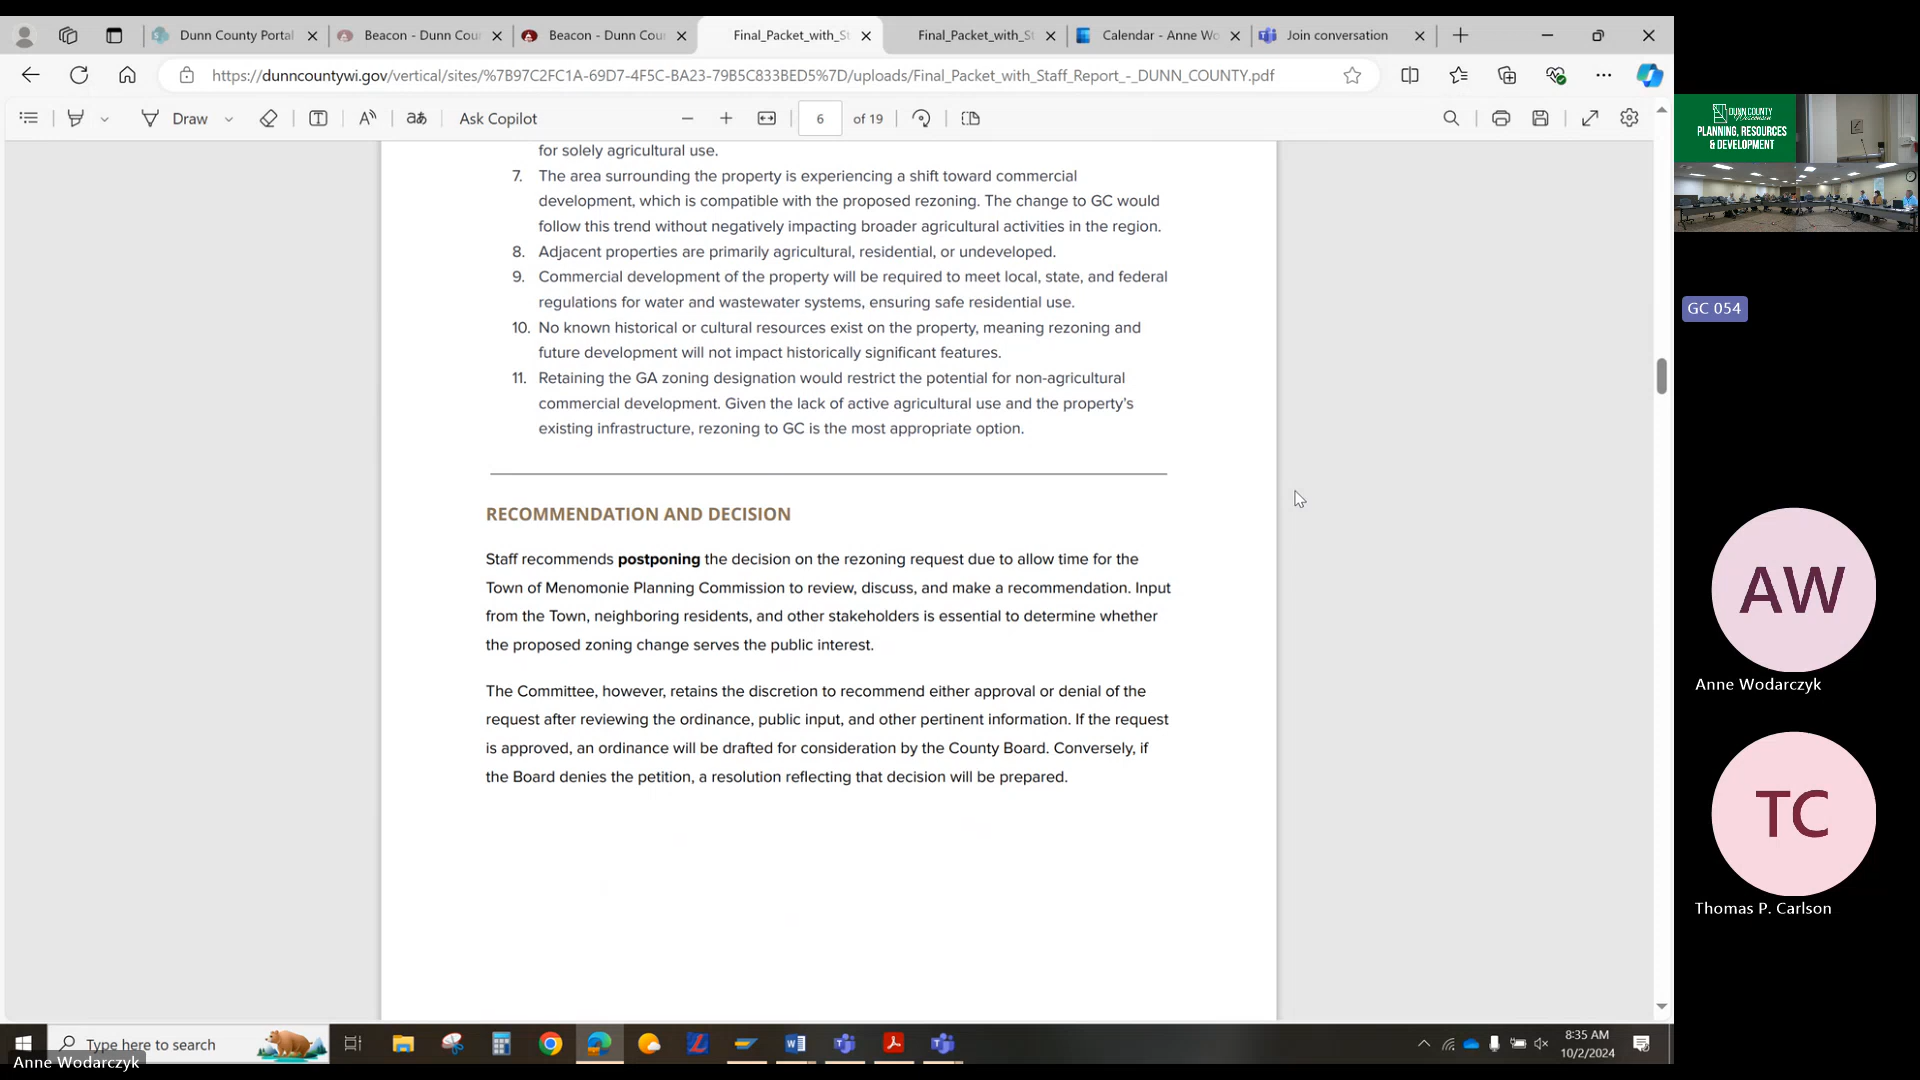 Dunn County Portal
Beacon - Dunn Cou
Beacon - Dunn Cou
Final_Packet_with_St
Final_Packet_with_St
Calendar - Anne Wo
Join conversation
https://dunncountywi.gov/vertical/sites/%7B97C2FC1A-69D7-4F5C-BA23-79B5C833BED5%7D/uploads/Final_Packet_with_Staff_Report_-_DUNN_COUNTY.pdf
Draw
aあ
Ask Copilot
6
of 19
for solely agricultural use.
7. The area surrounding the property is experiencing a shift toward commercial
development, which is compatible with the proposed rezoning. The change to GC would
follow this trend without negatively impacting broader agricultural activities in the region.
8. Adjacent properties are primarily agricultural, residential, or undeveloped.
9. Commercial development of the property will be required to meet local, state, and federal
regulations for water and wastewater systems, ensuring safe residential use.
10. No known historical or cultural resources exist on the property, meaning rezoning and
future development will not impact historically significant features.
11. Retaining the GA zoning designation would restrict the potential for non-agricultural
commercial development. Given the lack of active agricultural use and the property's
existing infrastructure, rezoning to GC is the most appropriate option.
RECOMMENDATION AND DECISION
Staff recommends postponing the decision on the rezoning request due to allow time for the
Town of Menomonie Planning Commission to review, discuss, and make a recommendation. Input
from the Town, neighboring residents, and other stakeholders is essential to determine whether
the proposed zoning change serves the public interest.
The Committee, however, retains the discretion to recommend either approval or denial of the
request after reviewing the ordinance, public input, and other pertinent information. If the request
is approved, an ordinance will be drafted for consideration by the County Board. Conversely, if
the Board denies the petition, a resolution reflecting that decision will be prepared.
DUNN COUNTY
Wisconsin
PLANNING, RESOURCES
& DEVELOPMENT
GC 054
AW
Anne Wodarczyk
TC
Thomas P. Carlson
Type here to search
8:35 AM
10/2/2024
Anne Wodarczyk